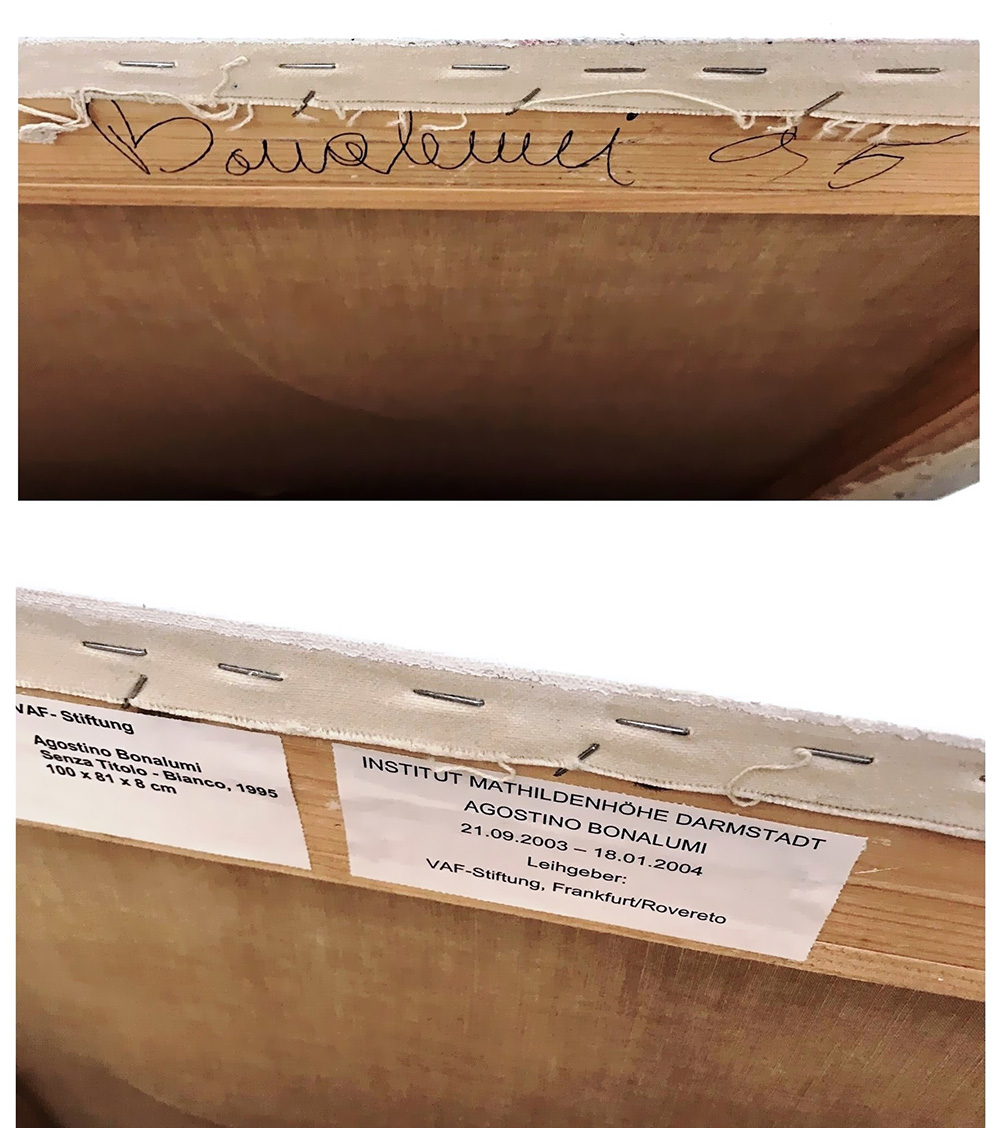 Bonalumi 95
VAF-Stiftung
Agostino Bonalumi
Senza Titolo - Bianco, 1995
100 x 81 x 8 cm
INSTITUT MATHILDENHÖHE DARMSTADT
AGOSTINO BONALUMI
21.09.2003 – 18.01.2004
Leihgeber:
VAF-Stiftung, Frankfurt/Rovereto